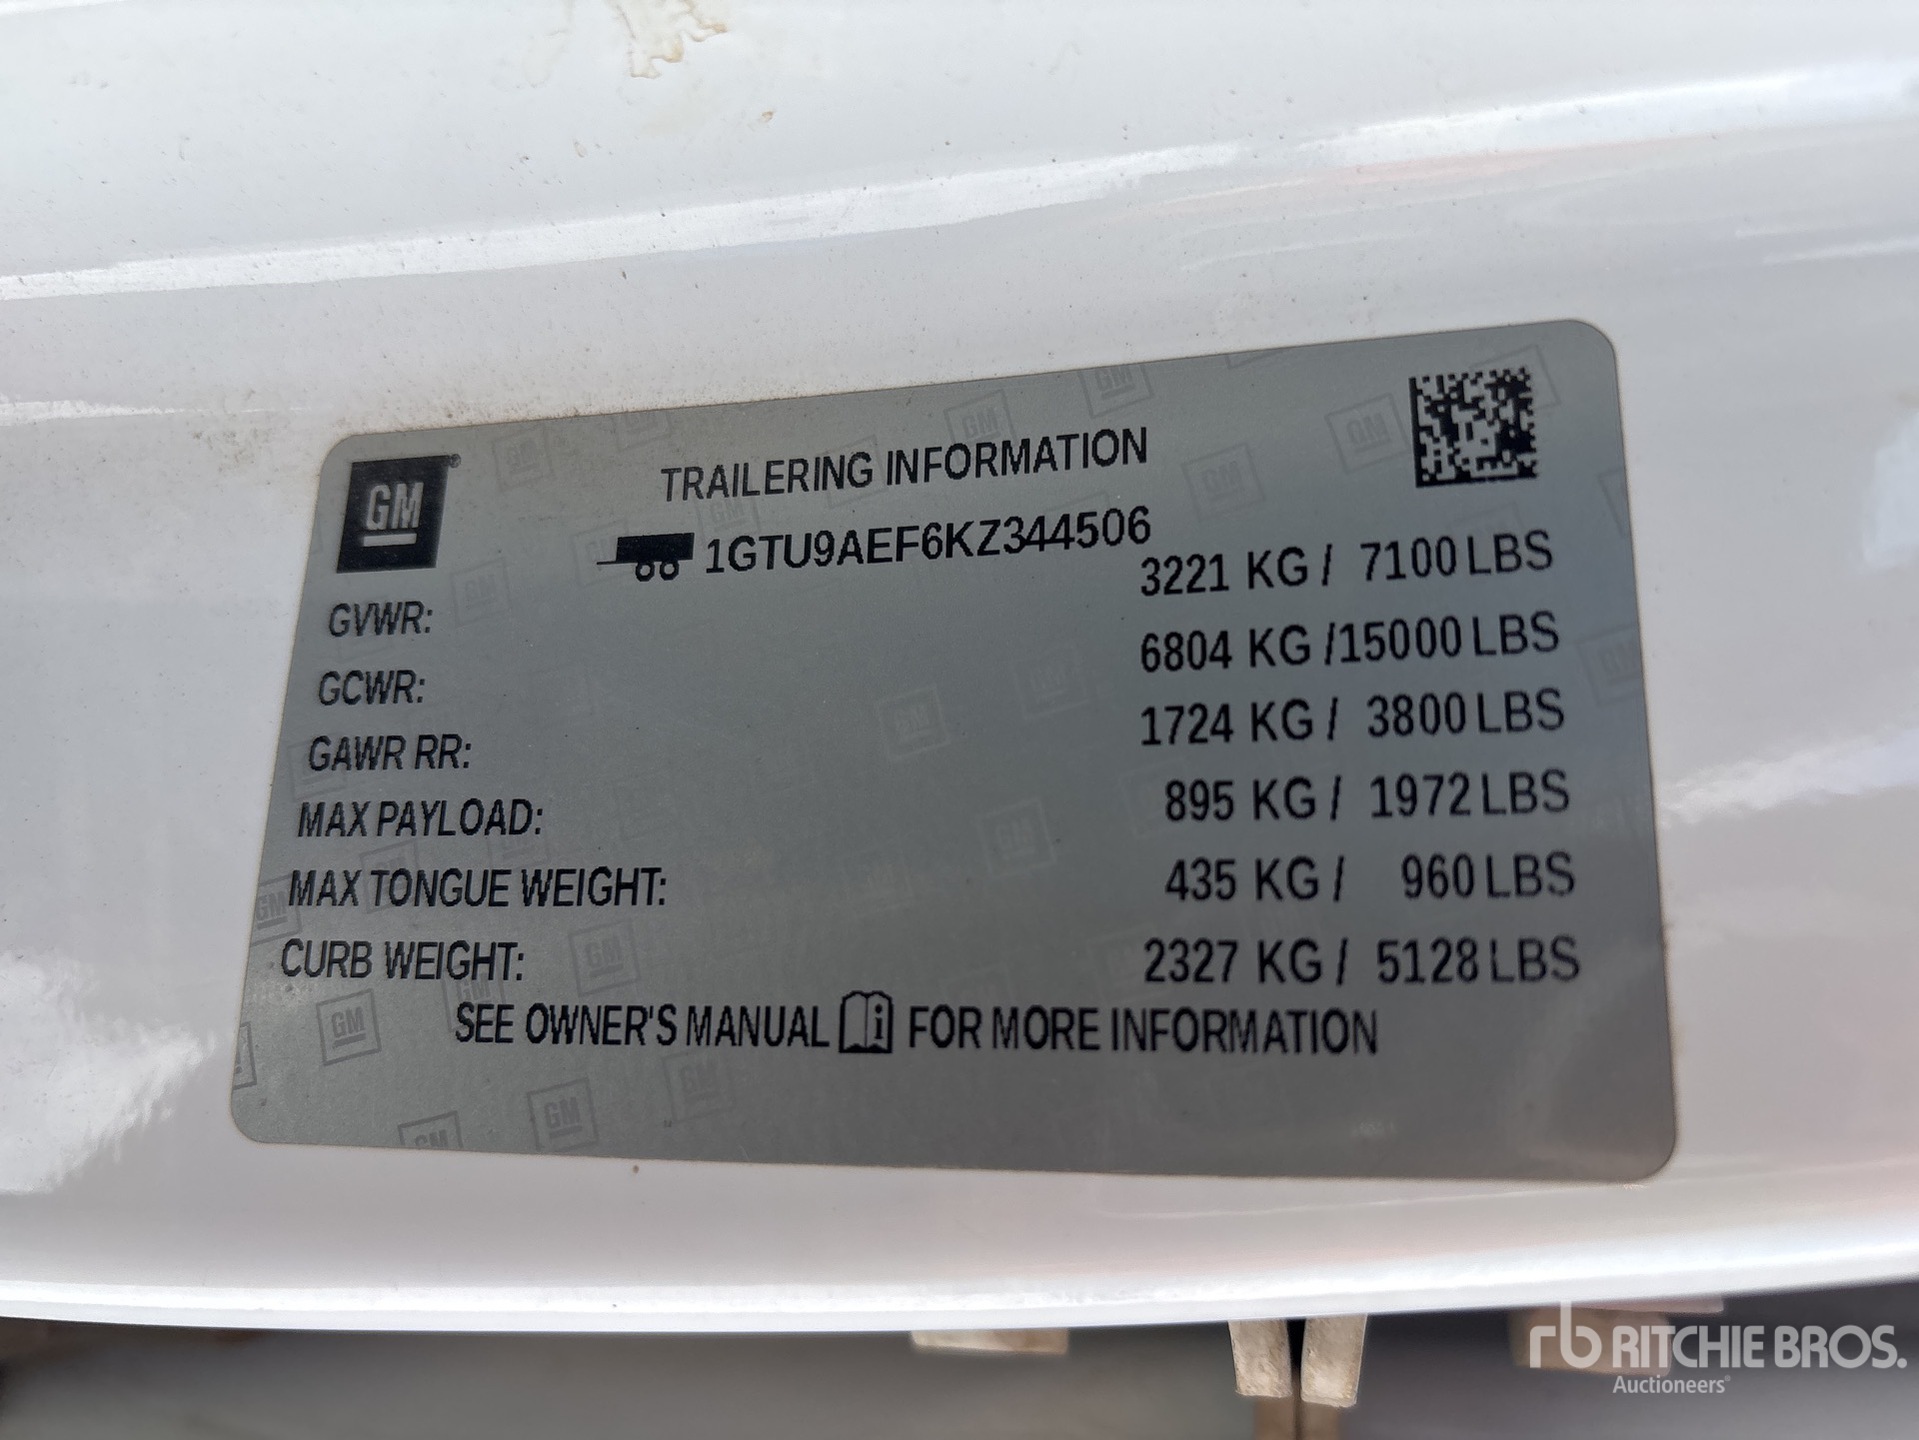 GM
TRAILERING INFORMATION
1GTU9AEF6KZ344506
GVWR: 3221 KG / 7100 LBS
GCWR: 6804 KG /15000 LBS
GAWR RR: 1724 KG / 3800 LBS
MAX PAYLOAD: 895 KG / 1972 LBS
MAX TONGUE WEIGHT: 435 KG / 960 LBS
CURB WEIGHT: 2327 KG / 5128 LBS
SEE OWNER'S MANUAL i FOR MORE INFORMATION
rb RITCHIE BROS.
Auctioneers®